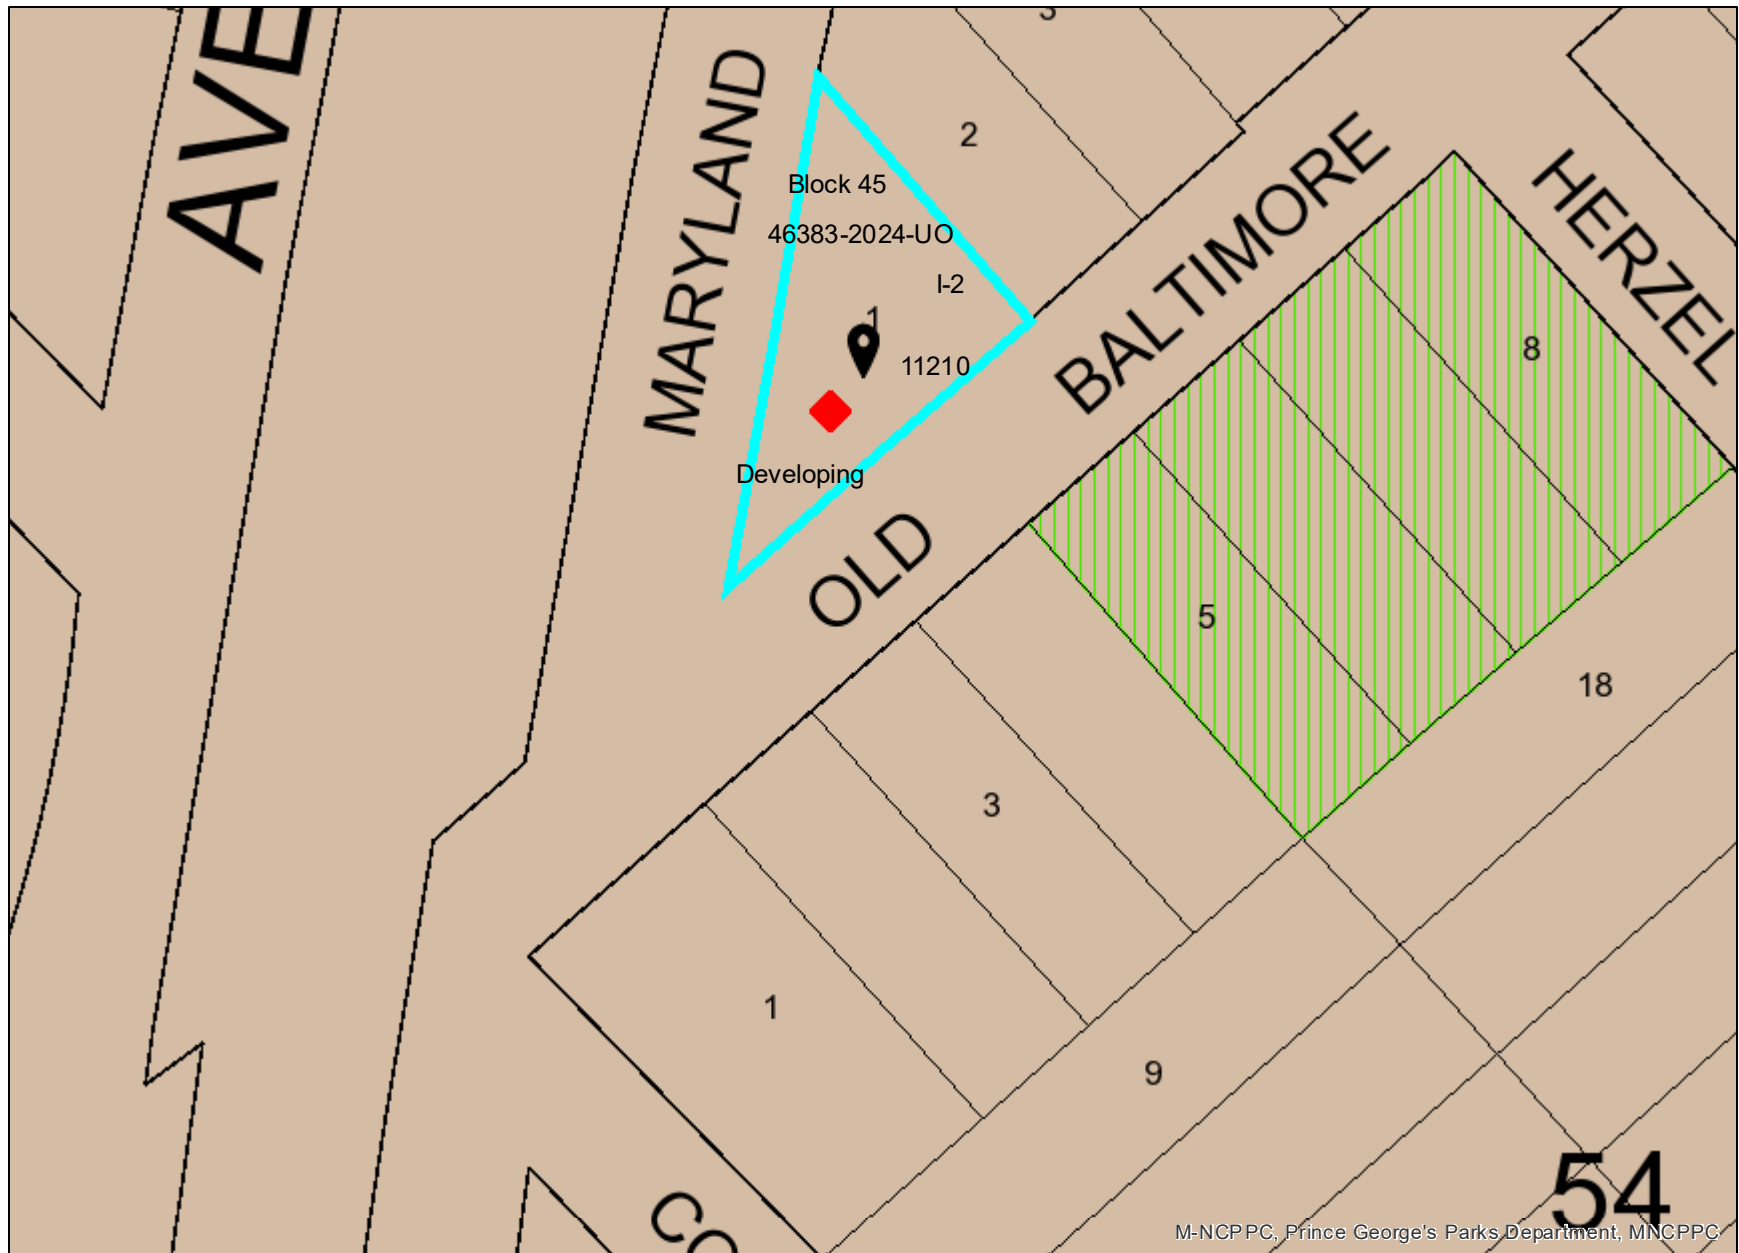 AVE
MARYLAND
3
2
Block 45
46383-2024-UO
I-2
1
11210
Developing
OLD
BALTIMORE
HERZEL
8
5
18
3
1
9
54
CO
M-NCPPC, Prince George's Parks Department, MNCPPC